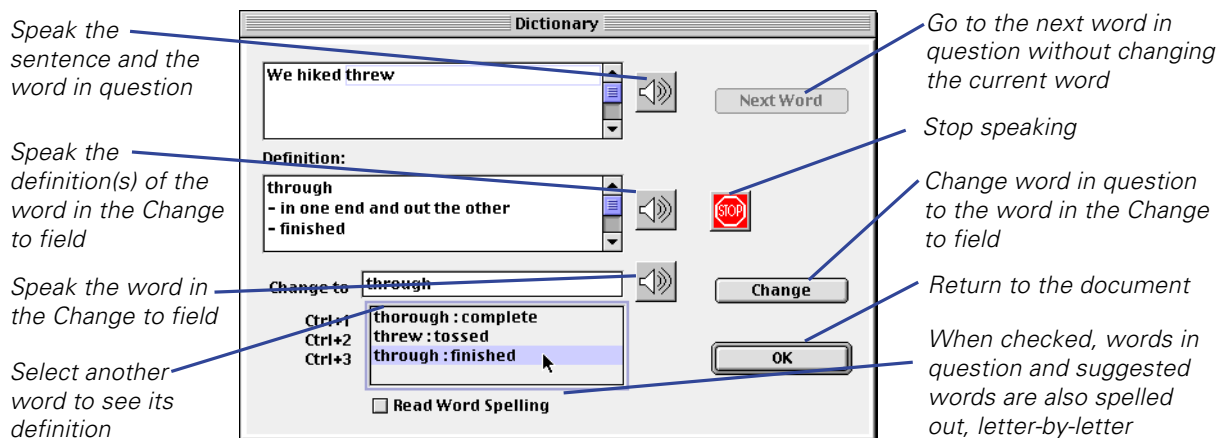 Speak the
sentence and the
word in question
Speak the
definition(s) of the
word in the Change
to field
Speak the word in
the Change to field
Select another
word to see its
definition
Dictionary
We hiked threw
Next Word
Definition:
through
- in one end and out the other
- finished
STOP
Change to through
Change
Ctrl+1 thorough : complete
Ctrl+2 threw : tossed
Ctrl+3 through : finished
OK
Read Word Spelling
Go to the next word in
question without changing
the current word
Stop speaking
Change word in question
to the word in the Change
to field
Return to the document
When checked, words in
question and suggested
words are also spelled
out, letter-by-letter